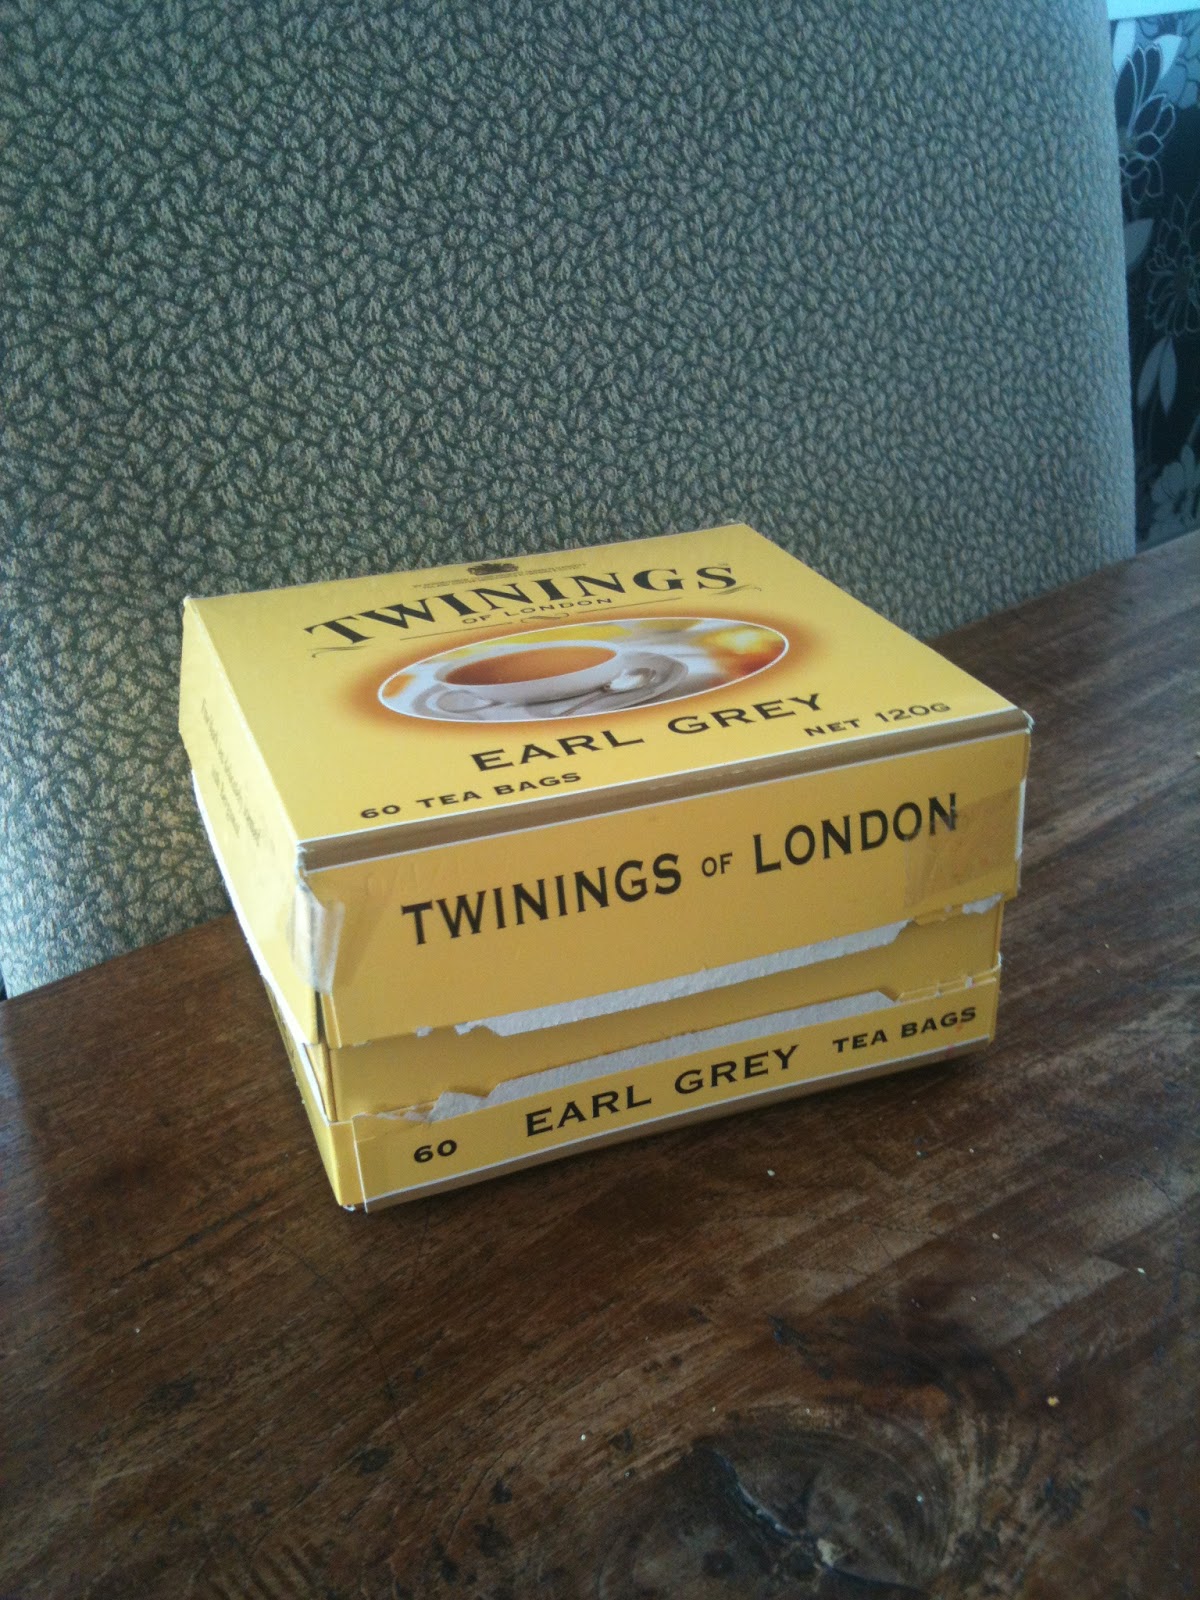 TWININGS
OF LONDON
EARL GREY
60 TEA BAGS
NET 120G
TWININGS OF LONDON
60 EARL GREY TEA BAGS